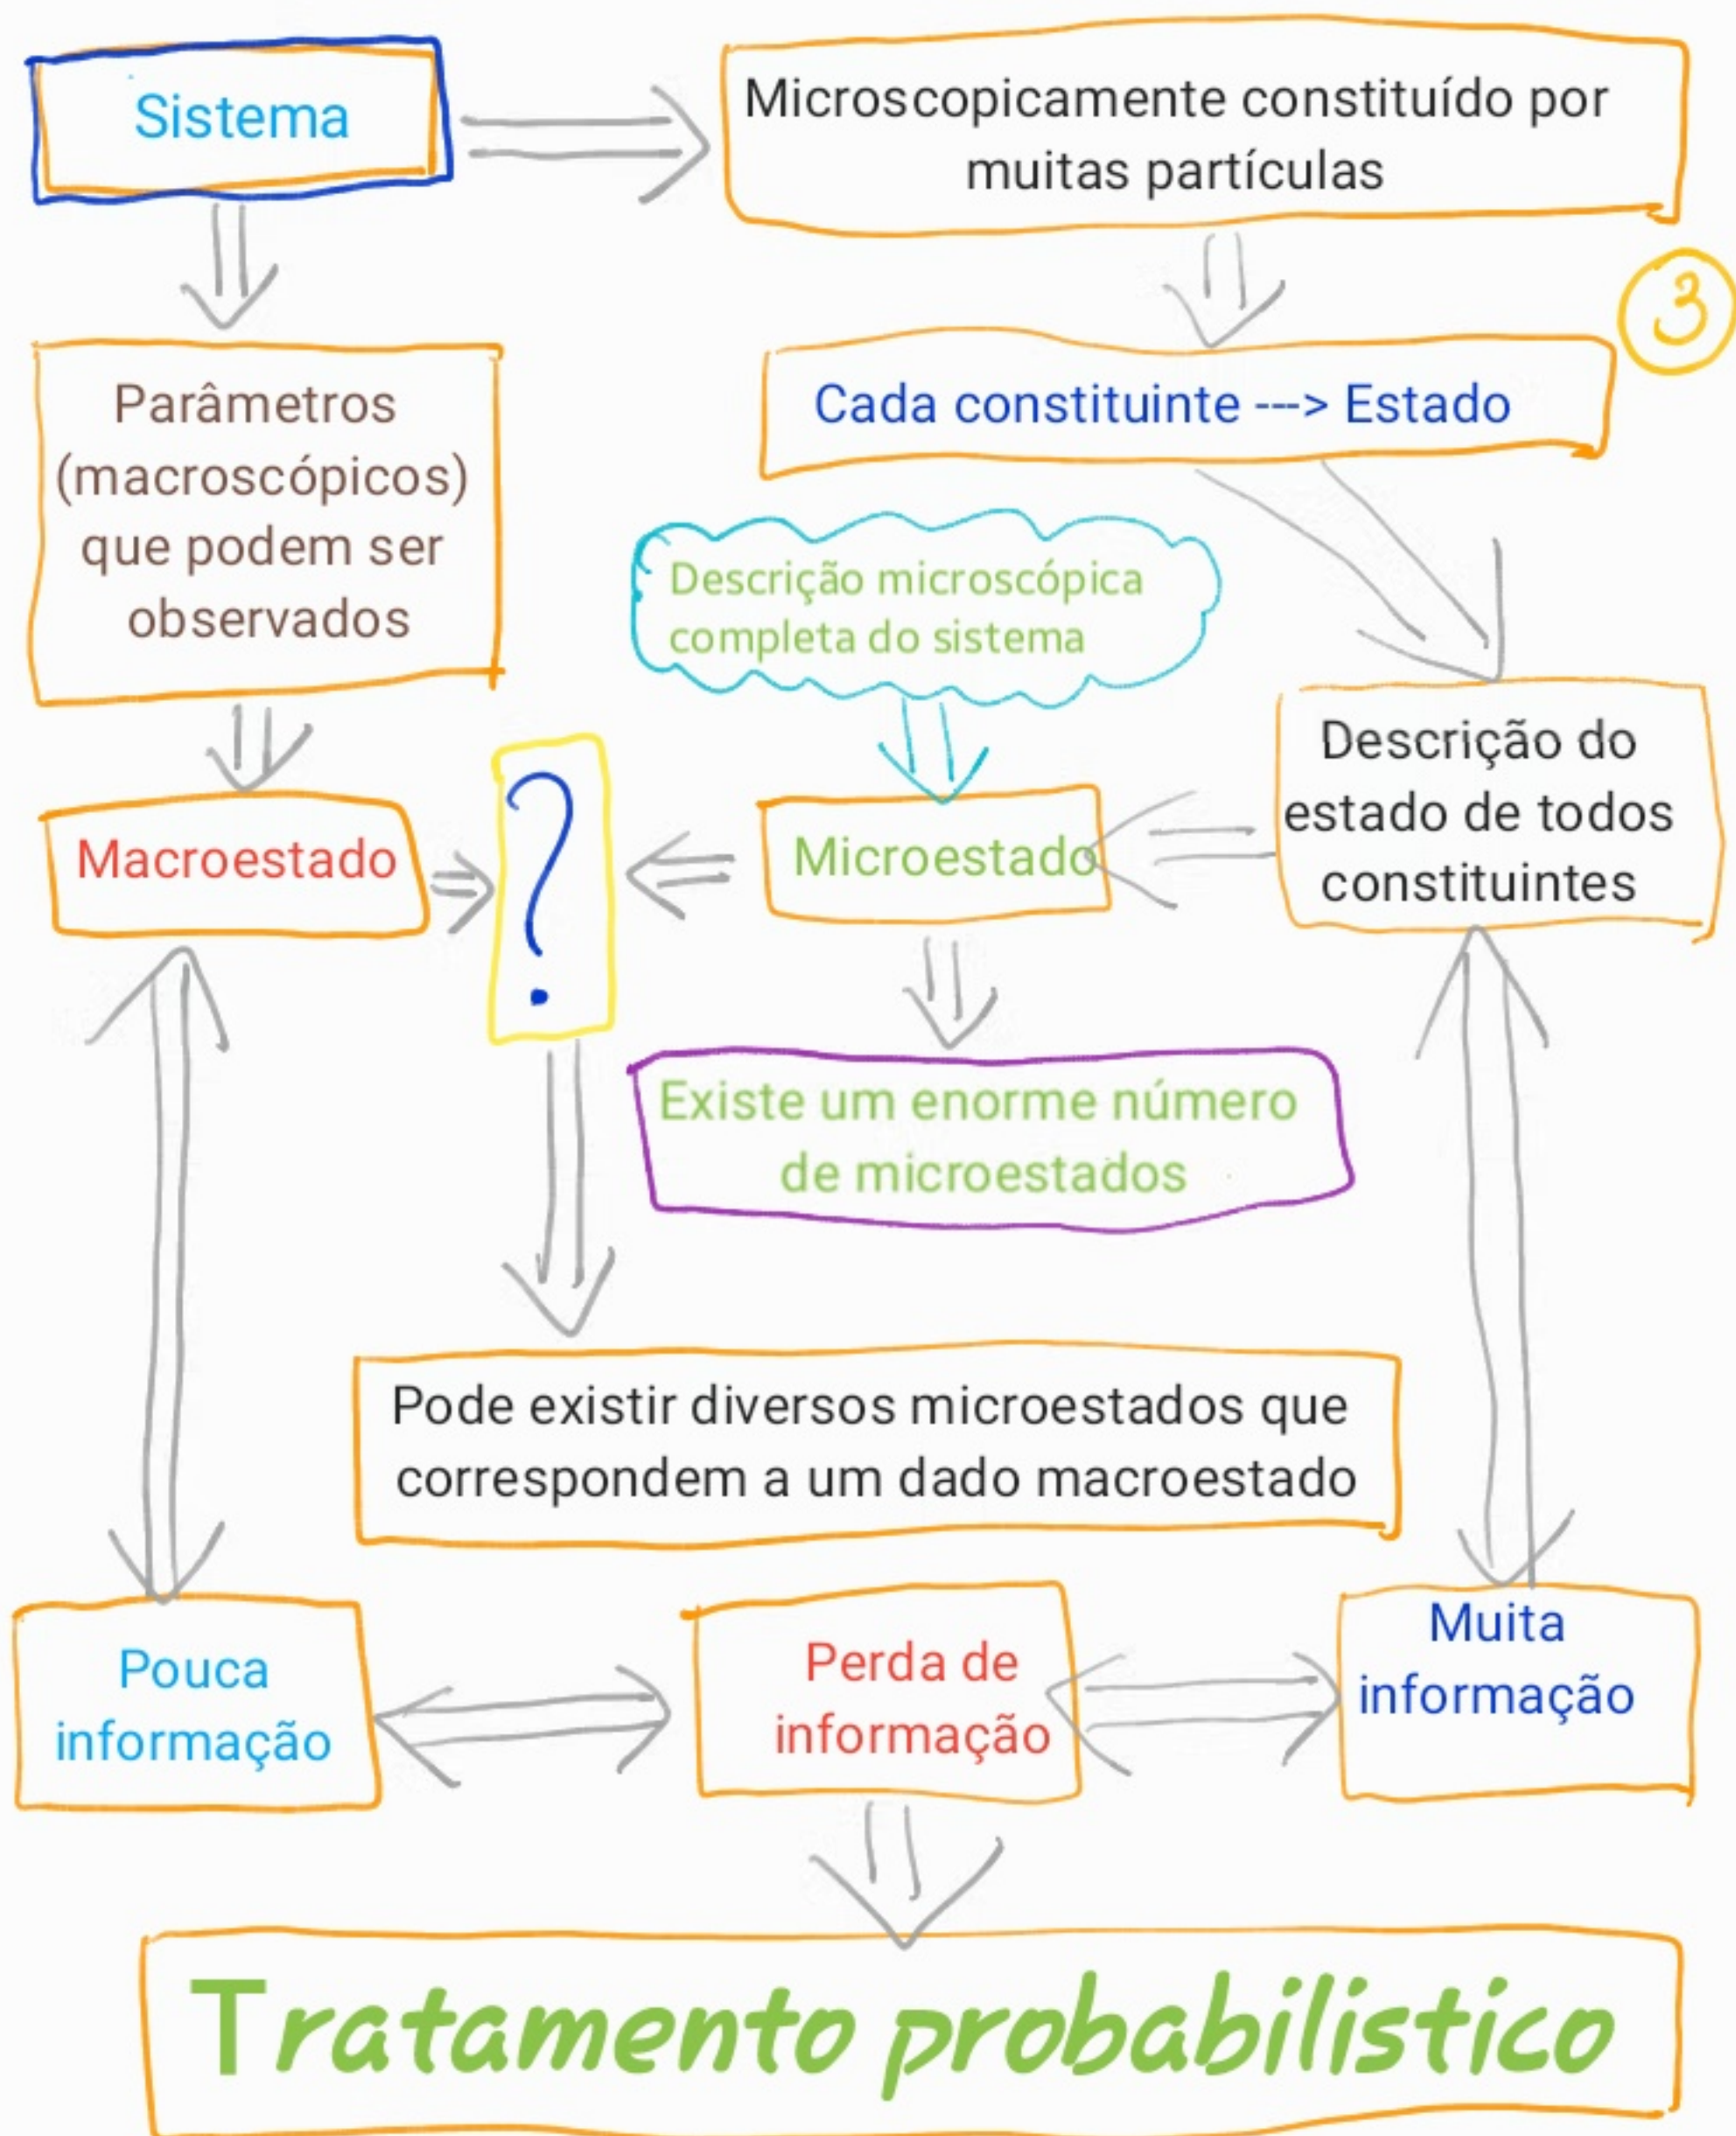 Sistema
Microscopicamente constituído por
muitas partículas
3
Parâmetros
(macroscópicos)
que podem ser
observados
Cada constituinte ---> Estado
Descrição microscópica
completa do sistema
Descrição do
estado de todos
constituintes
Macroestado
?
Microestado
Existe um enorme número
de microestados
Pode existir diversos microestados que
correspondem a um dado macroestado
Pouca
informação
Perda de
informação
Muita
informação
Tratamento probabilistico